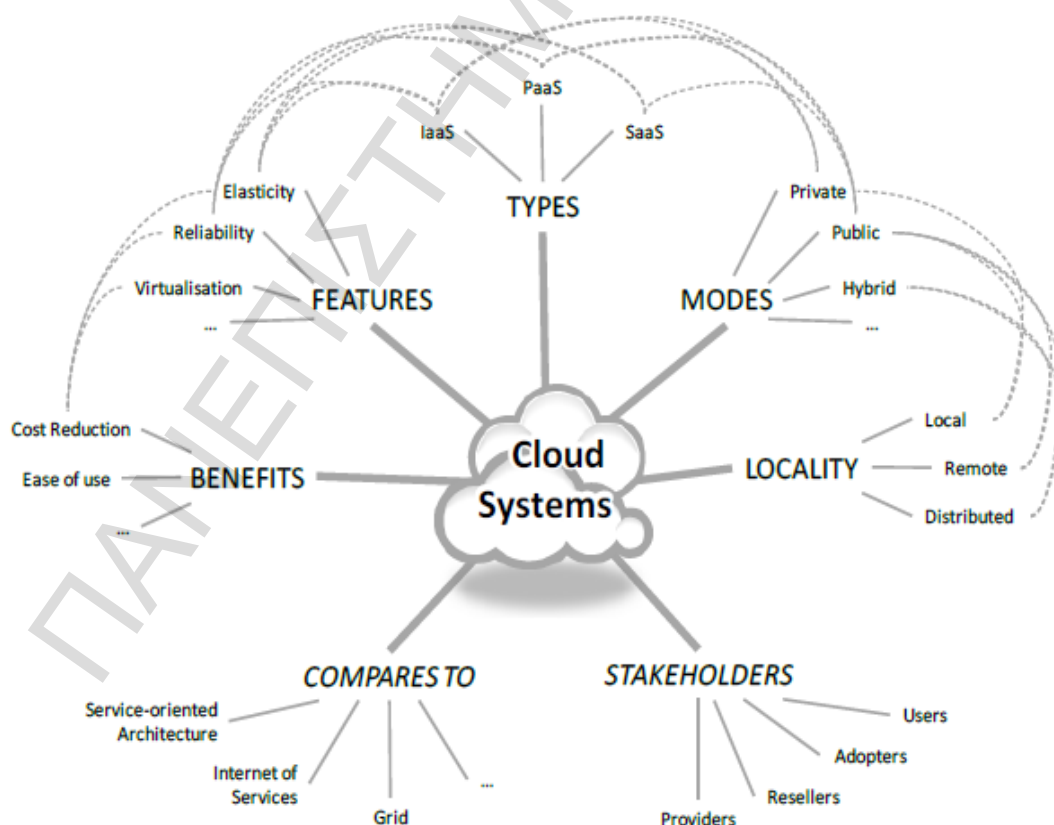 PaaS
IaaS
SaaS
TYPES
Elasticity
Reliability
Virtualisation
...
FEATURES
Private
Public
Hybrid
...
MODES
Cost Reduction
Ease of use
...
BENEFITS
Cloud
Systems
LOCALITY
Local
Remote
Distributed
COMPARES TO
Service-oriented
Architecture
Internet of
Services
Grid
...
STAKEHOLDERS
Users
Adopters
Resellers
Providers
ΠΑΝΕΠΙΣΤΗΜ